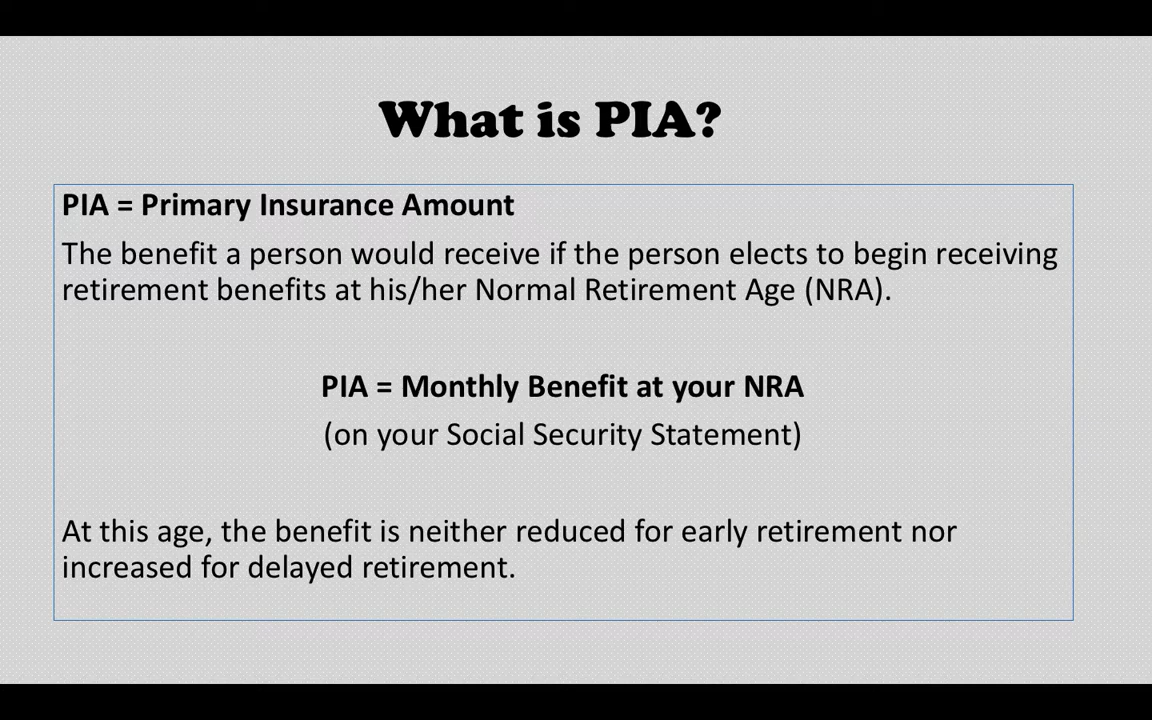 What is PIA?
PIA = Primary Insurance Amount
The benefit a person would receive if the person elects to begin receiving
retirement benefits at his/her Normal Retirement Age (NRA).
PIA = Monthly Benefit at your NRA
(on your Social Security Statement)
At this age, the benefit is neither reduced for early retirement nor
increased for delayed retirement.